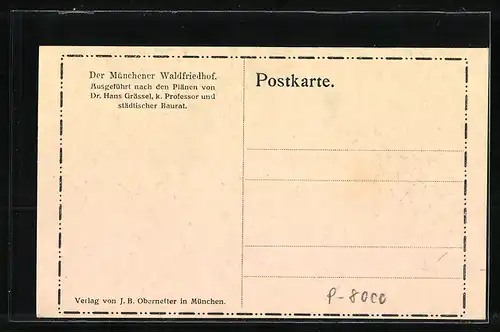 Der Münchener Waldfriedhof.
Ausgeführt nach den Plänen von
Dr. Hans Grässel, k. Professor und
städtischer Baurat.
Postkarte.
Verlag von J. B. Obernetter in München.
P-8000